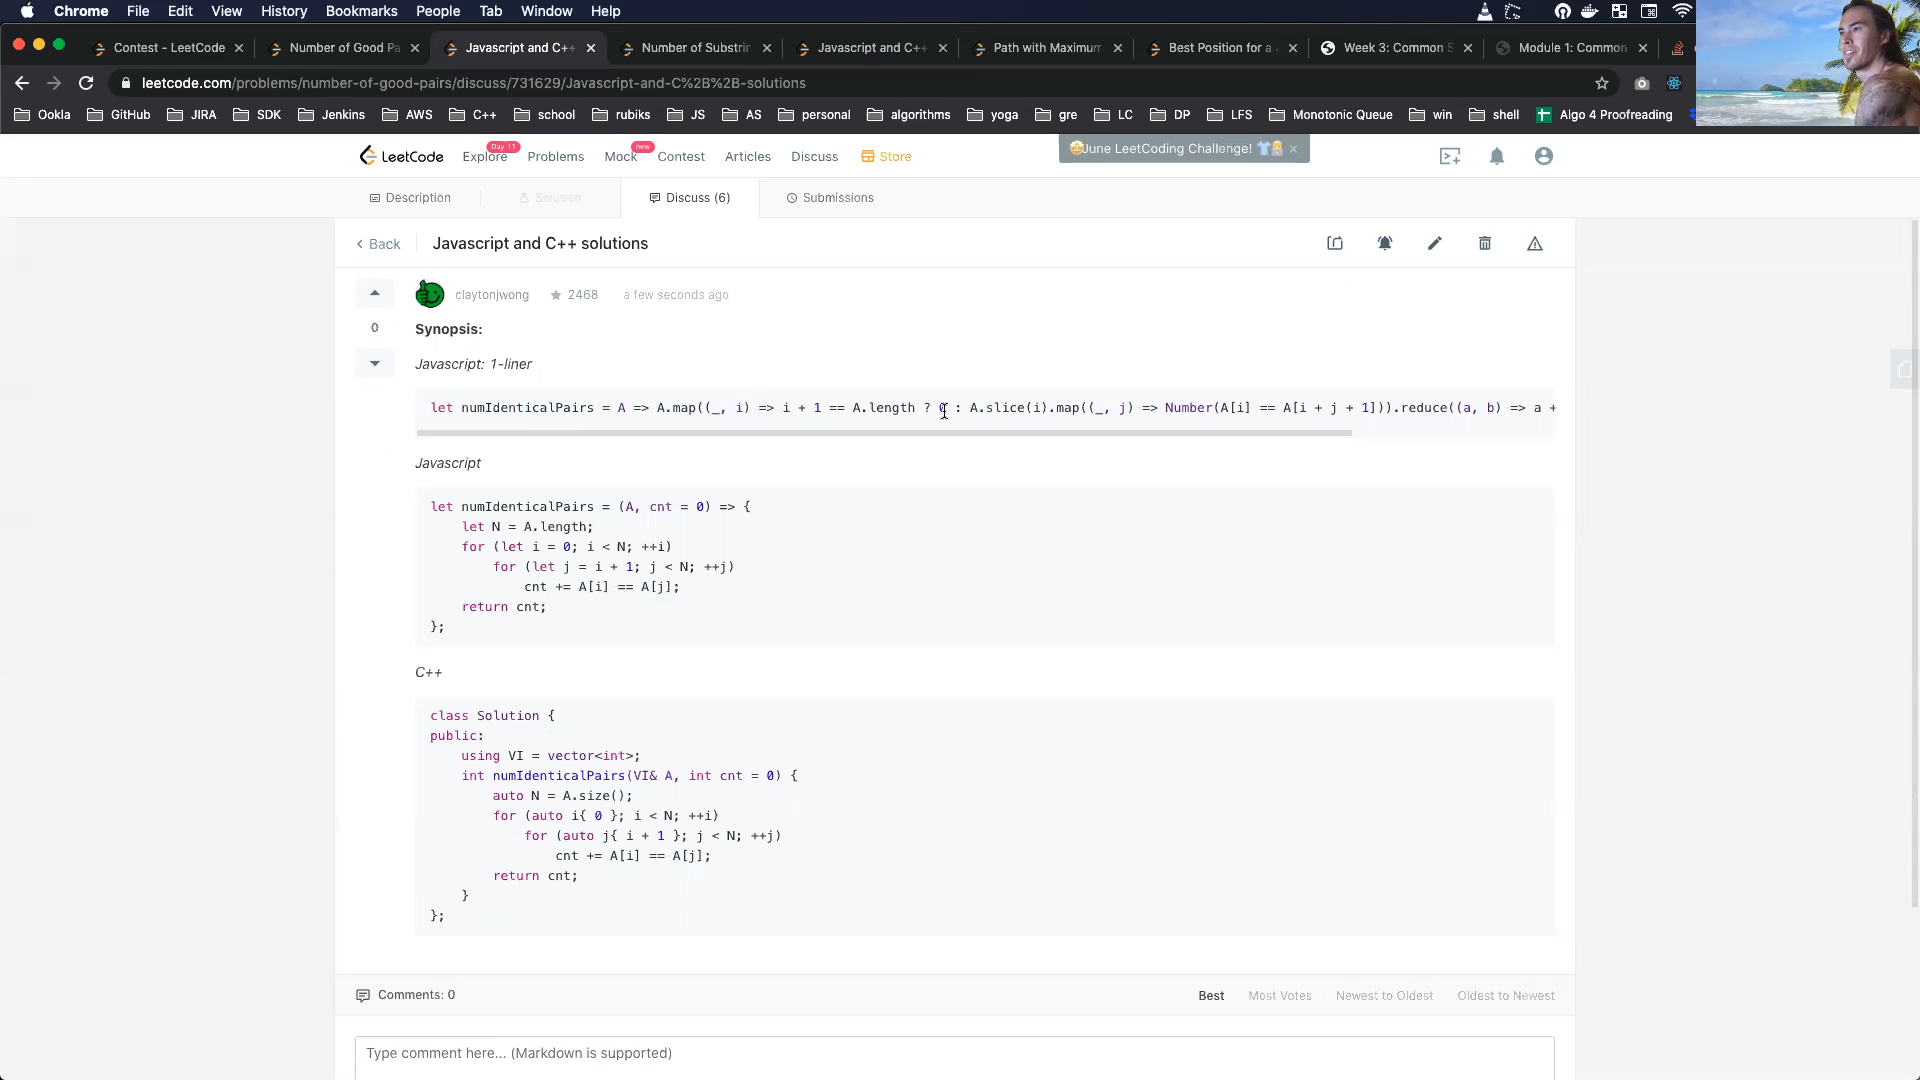 Chrome File Edit View History Bookmarks People Tab Window Help
Contest - LeetCode
Number of Good Pa
Javascript and C++
Number of Substrin
Javascript and C++
Path with Maximum
Best Position for a
Week 3: Common S
Module 1: Common
leetcode.com/problems/number-of-good-pairs/discuss/731629/Javascript-and-C%2B%2B-solutions
Ookla GitHub JIRA SDK Jenkins AWS C++ school rubiks JS AS personal algorithms yoga gre LC DP LFS Monotonic Queue win shell Algo 4 Proofreading
LeetCode Explore Day 11 Problems Mock new Contest Articles Discuss Store
June LeetCoding Challenge!
Description Solution Discuss (6) Submissions
Back Javascript and C++ solutions
claytonjwong 2468 a few seconds ago
0
Synopsis:
Javascript: 1-liner
let numIdenticalPairs = A => A.map((_, i) => i + 1 == A.length ? 0 : A.slice(i).map((_, j) => Number(A[i] == A[i + j + 1])).reduce((a, b) => a +
Javascript
let numIdenticalPairs = (A, cnt = 0) => {
let N = A.length;
for (let i = 0; i < N; ++i)
for (let j = i + 1; j < N; ++j)
cnt += A[i] == A[j];
return cnt;
};
C++
class Solution {
public:
using VI = vector<int>;
int numIdenticalPairs(VI& A, int cnt = 0) {
auto N = A.size();
for (auto i{ 0 }; i < N; ++i)
for (auto j{ i + 1 }; j < N; ++j)
cnt += A[i] == A[j];
return cnt;
}
};
Comments: 0 Best Most Votes Newest to Oldest Oldest to Newest
Type comment here... (Markdown is supported)